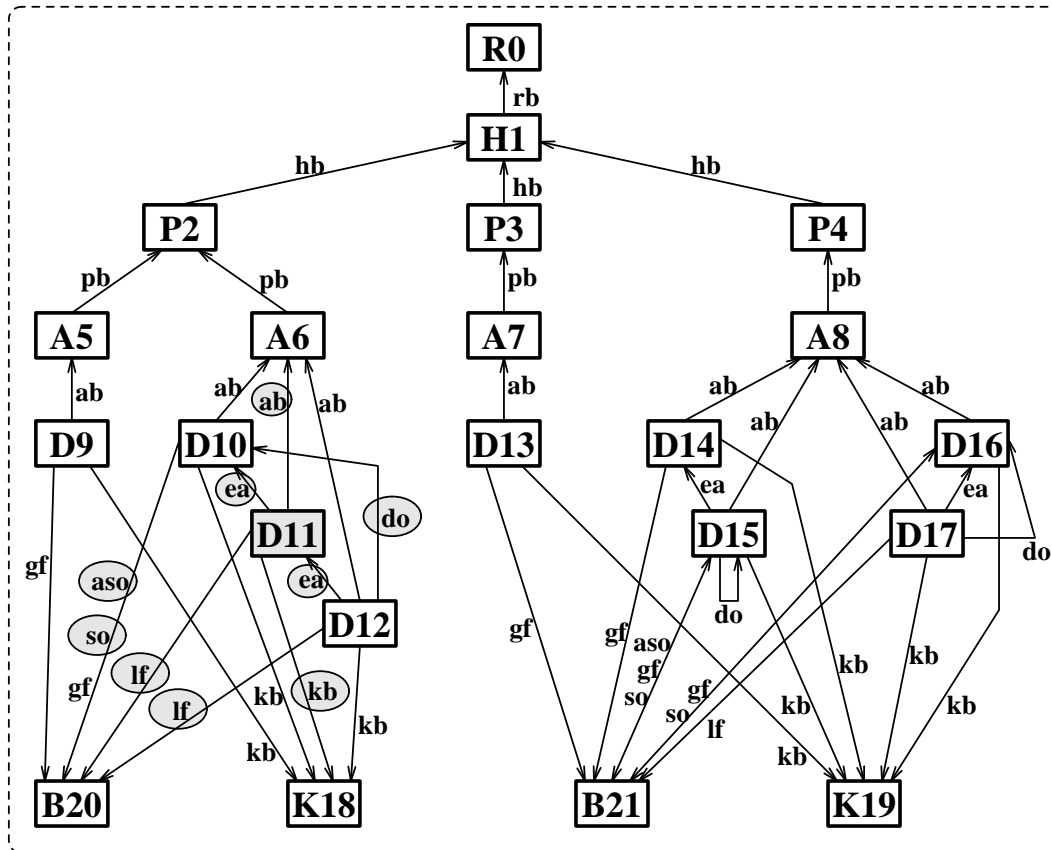 R0
rb
H1
hb
hb
hb
P2
P3
P4
pb
pb
pb
pb
A5
A6
A7
A8
ab
ab
ab
ab
ab
ab
ab
ab
ab
D9
D10
D13
D14
D16
ea
do
ea
ea
D11
D15
D17
do
gf
aso
ea
do
D12
so
gf
gf
aso
lf
gf
gf
kb
kb
gf
kb
kb
so
so
lf
kb
lf
kb
kb
kb
kb
B20
K18
B21
K19